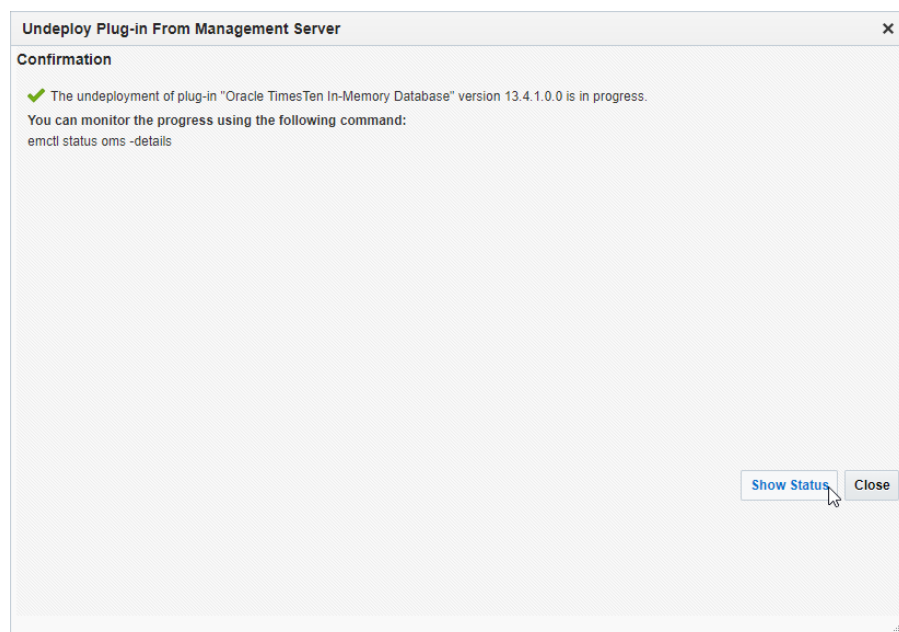 Undeploy Plug-in From Management Server
Confirmation
The undeployment of plug-in "Oracle TimesTen In-Memory Database" version 13.4.1.0.0 is in progress.
You can monitor the progress using the following command:
emctl status oms -details
Show Status
Close